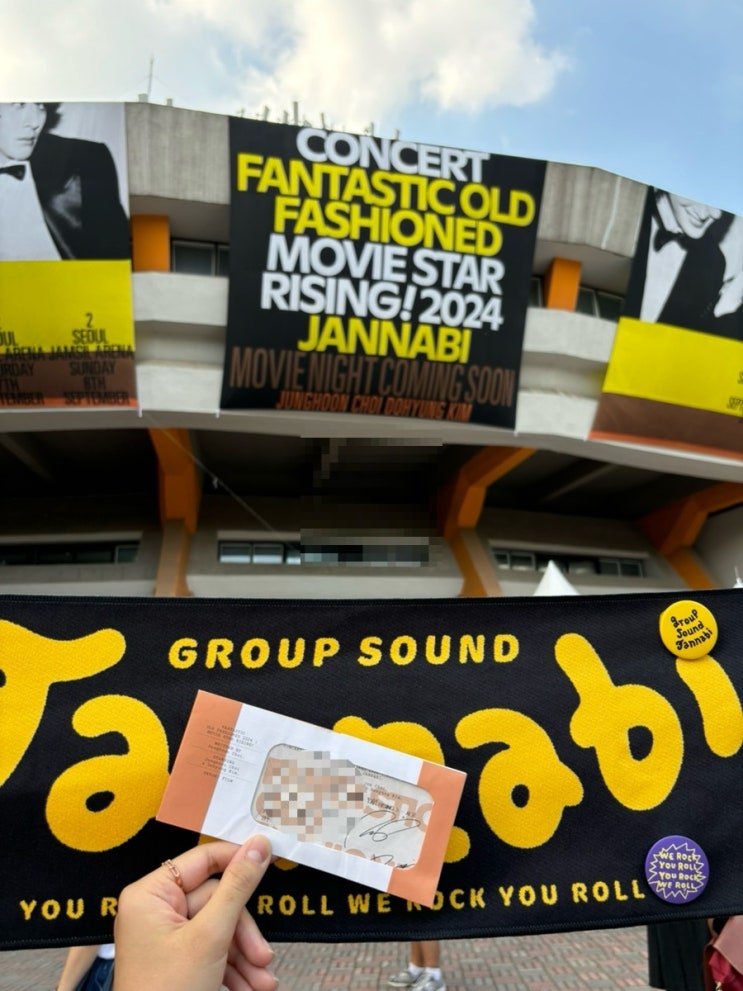 CONCERT
FANTASTIC OLD
FASHIONED
MOVIE STAR
RISING! 2024
JANNABI
MOVIE NIGHT COMING SOON
JUNGHOON CHOI DOHYUNG KIM
2
SEOUL
ARENA JAMSIL ARENA
SUNDAY
8TH
SEPTEMBER
GROUP SOUND
GROUP
Sound
Jannabi
Jannabi
WE ROCK
YOU ROLL
YOU ROCK
WE ROLL
YOU ROLL WE ROCK YOU ROLL